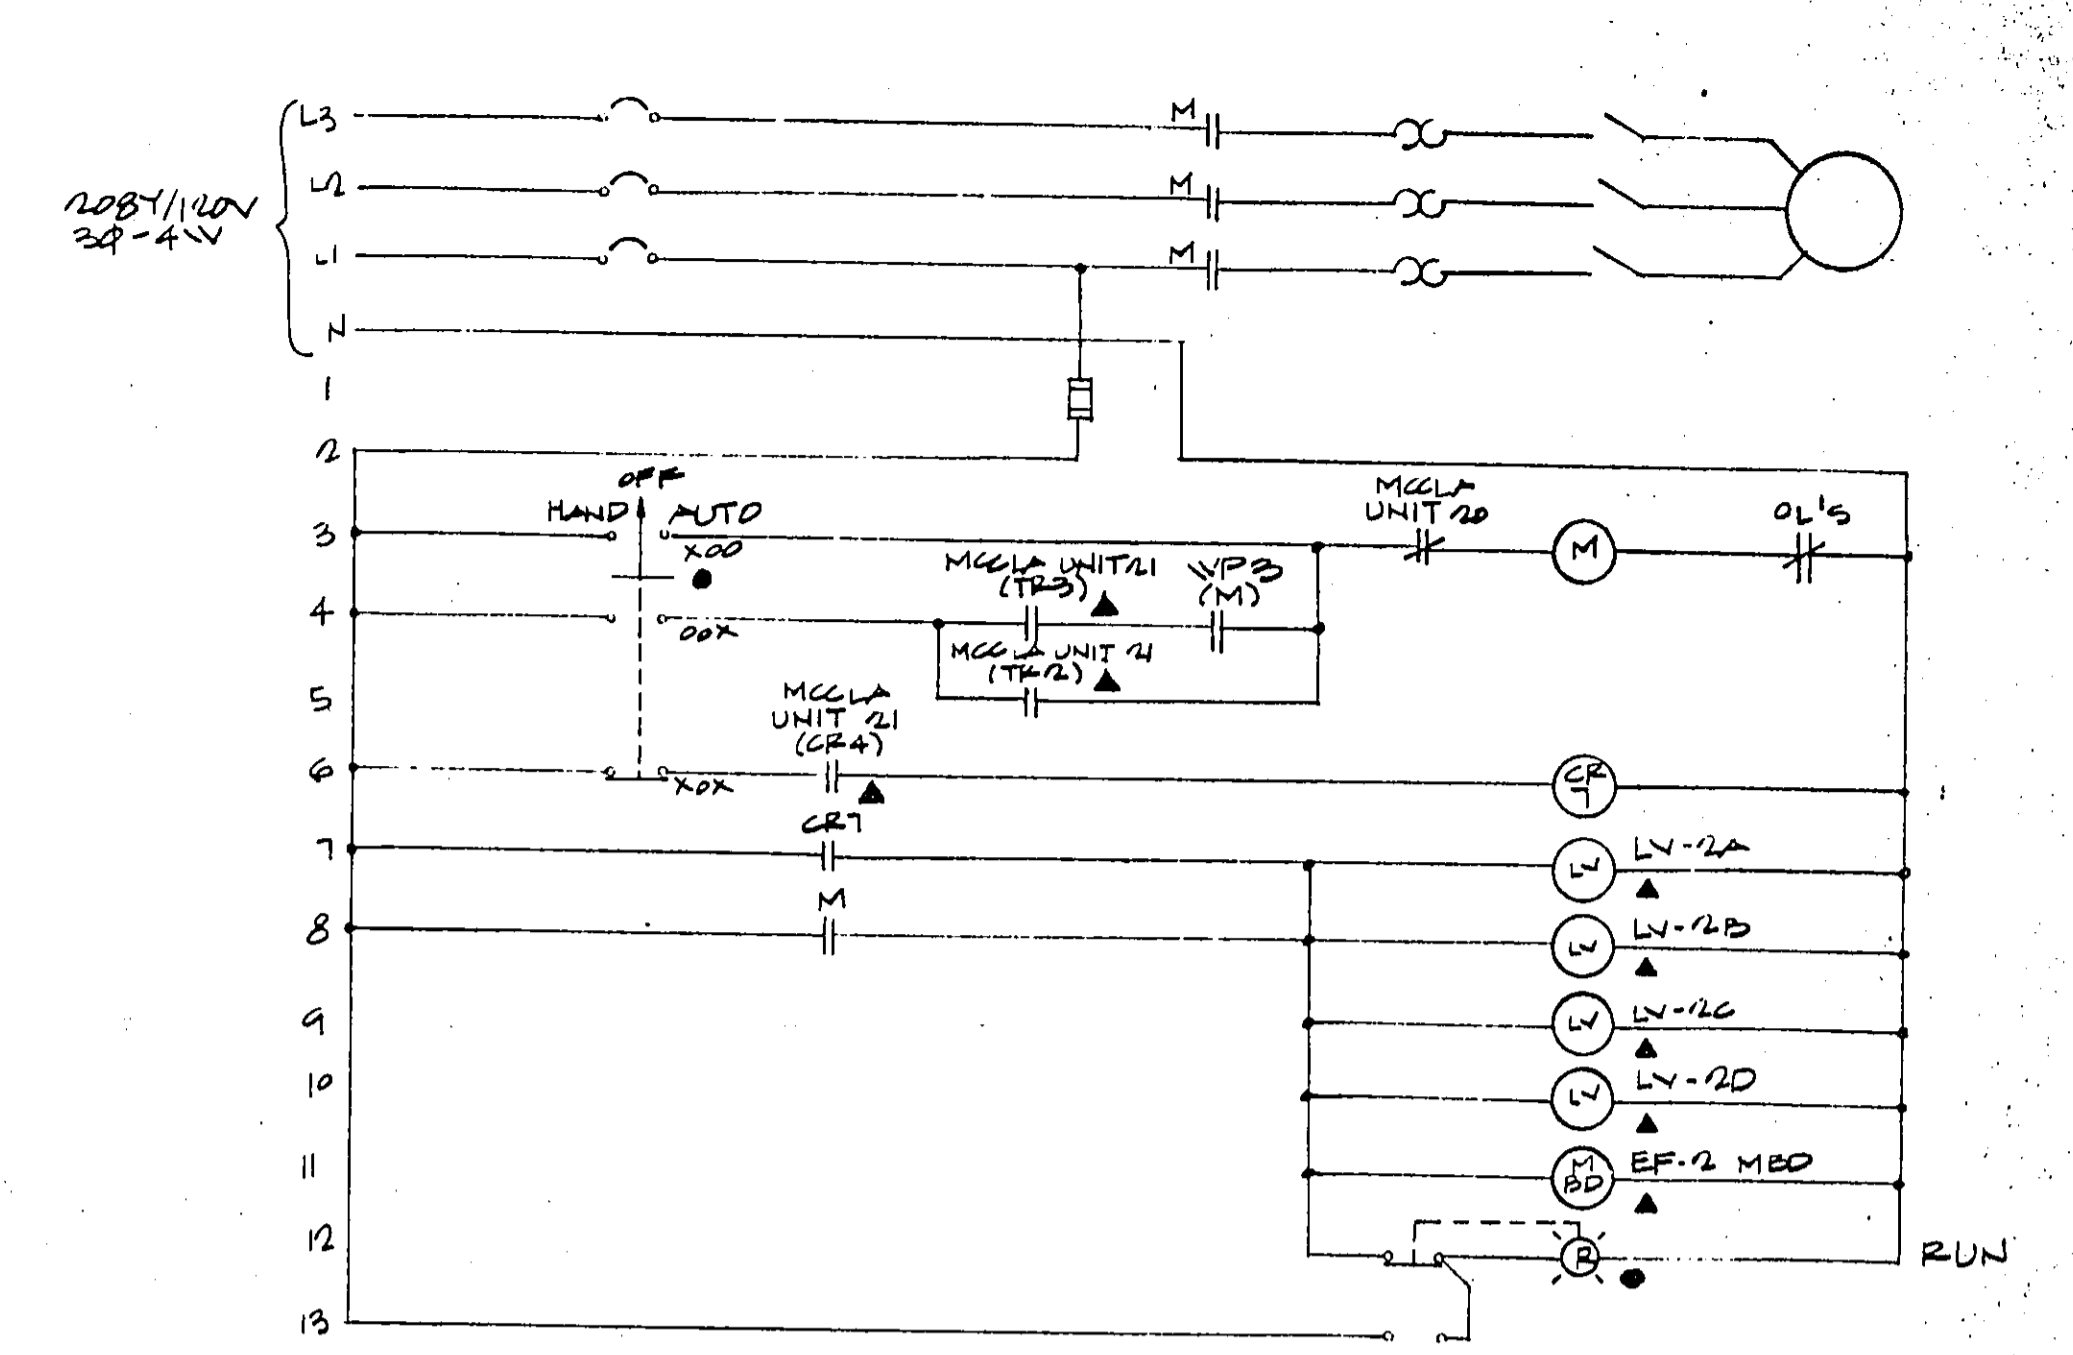 L3
M
L2
M
208Y/120V
3Φ-4W
L1
M
N
1
2
OFF
HAND
AUTO
MCCLA
UNIT 20
OL'S
3
X00
M
MCCLA UNIT 21
(TR3)
WP3
(M)
4
00X
MCCLA UNIT 21
(TR2)
5
MCCLA
UNIT 21
(CR4)
6
X0X
CR
7
CR7
7
LV
LV-2A
M
8
LV
LV-2B
9
LV
LV-2C
10
LV
LV-2D
11
M
BD
EF-2 MBD
12
R
RUN
13